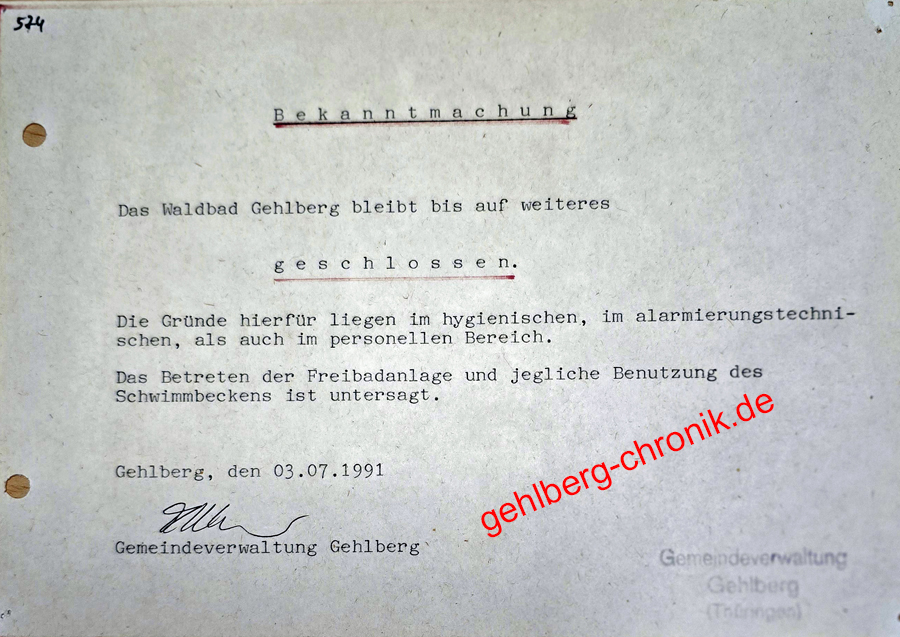 574
Bekanntmachung
Das Waldbad Gehlberg bleibt bis auf weiteres
geschlossen.
Die Gründe hierfür liegen im hygienischen, im alarmierungstechni-
schen, als auch im personellen Bereich.
Das Betreten der Freibadanlage und jegliche Benutzung des
Schwimmbeckens ist untersagt.
gehlberg-chronik.de
Gehlberg, den 03.07.1991
Gemeindeverwaltung Gehlberg
Gemeindeverwaltung
Gehlberg
(Thüringen)